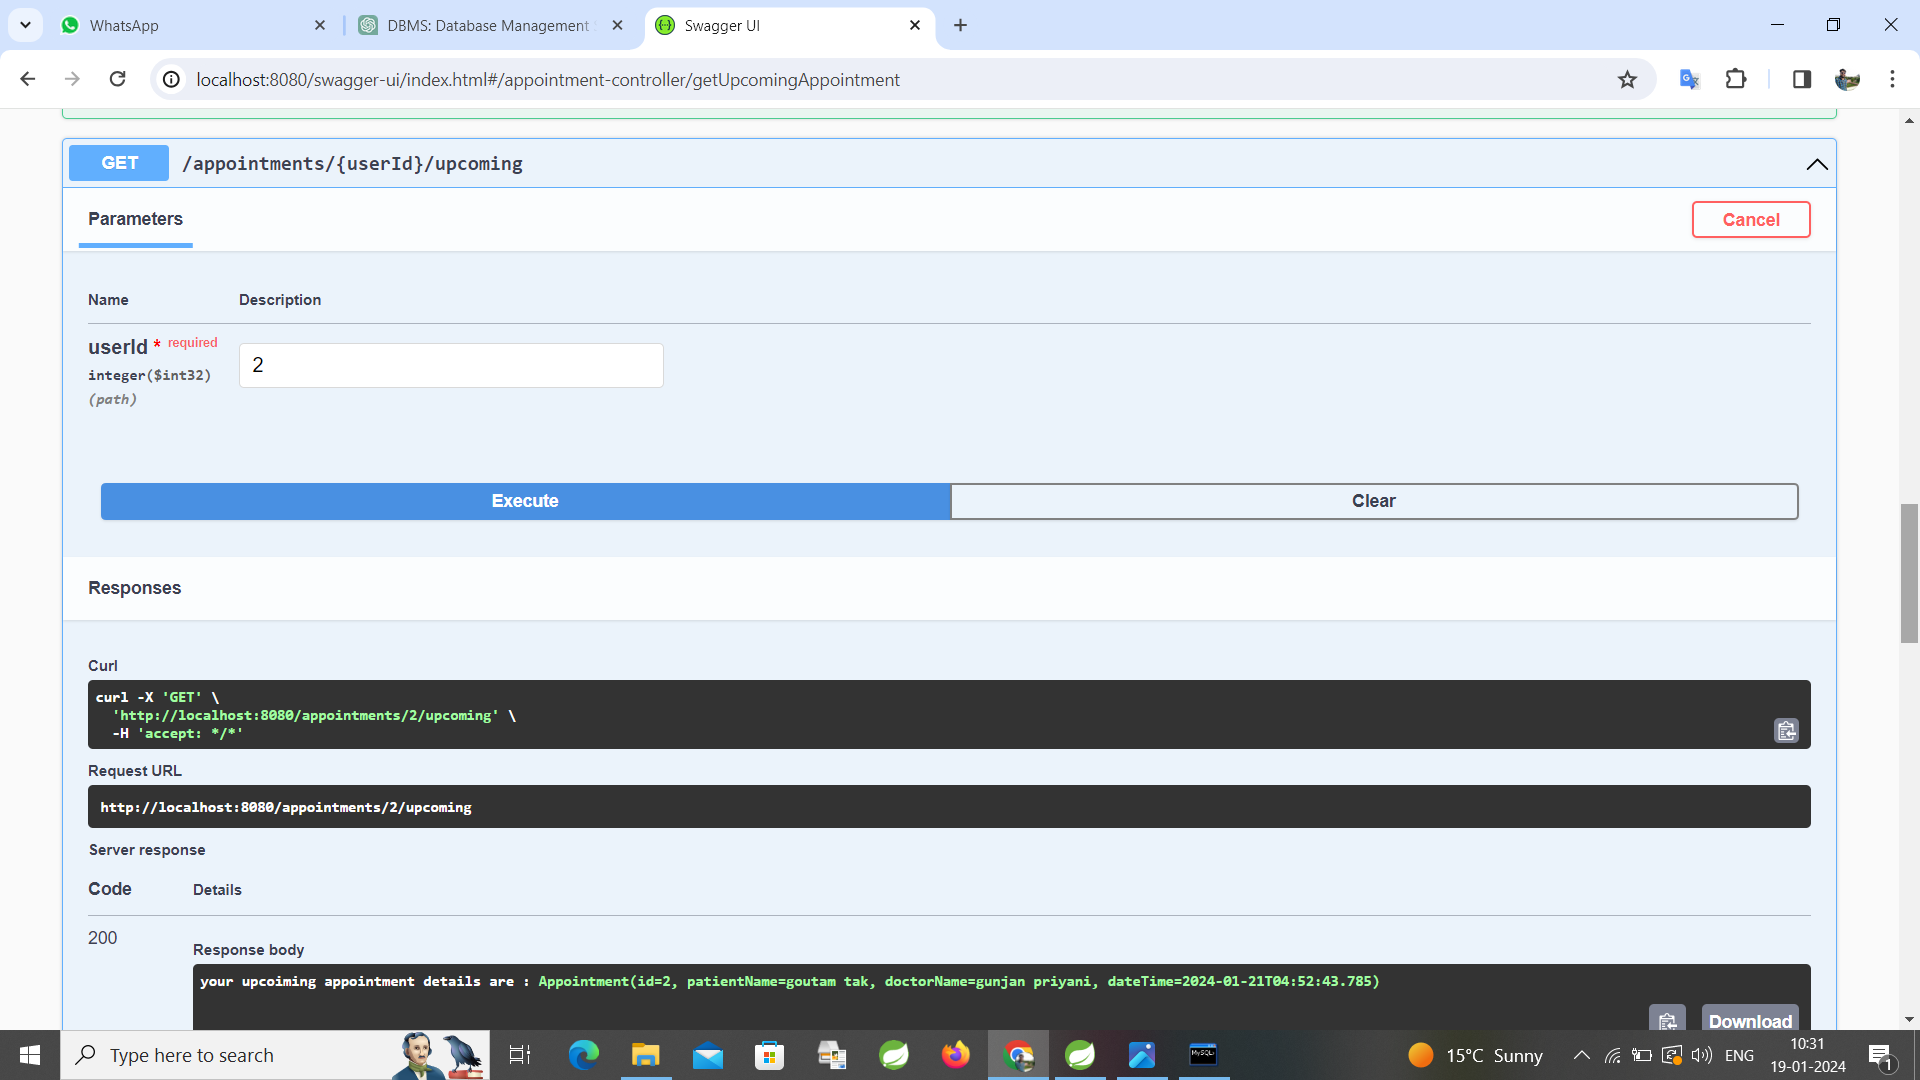 WhatsApp
DBMS: Database Management
Swagger UI
localhost:8080/swagger-ui/index.html#/appointment-controller/getUpcomingAppointment
GET /appointments/{userId}/upcoming
Parameters
Cancel
Name Description
userId * required
integer($int32)
(path)
2
Execute
Clear
Responses
Curl
curl -X 'GET' \
'http://localhost:8080/appointments/2/upcoming' \
-H 'accept: */*'
Request URL
http://localhost:8080/appointments/2/upcoming
Server response
Code Details
200
Response body
your upcoiming appointment details are : Appointment(id=2, patientName=goutam tak, doctorName=gunjan priyani, dateTime=2024-01-21T04:52:43.785)
Download
Type here to search
MySQL
15°C Sunny
ENG
10:31
19-01-2024
1